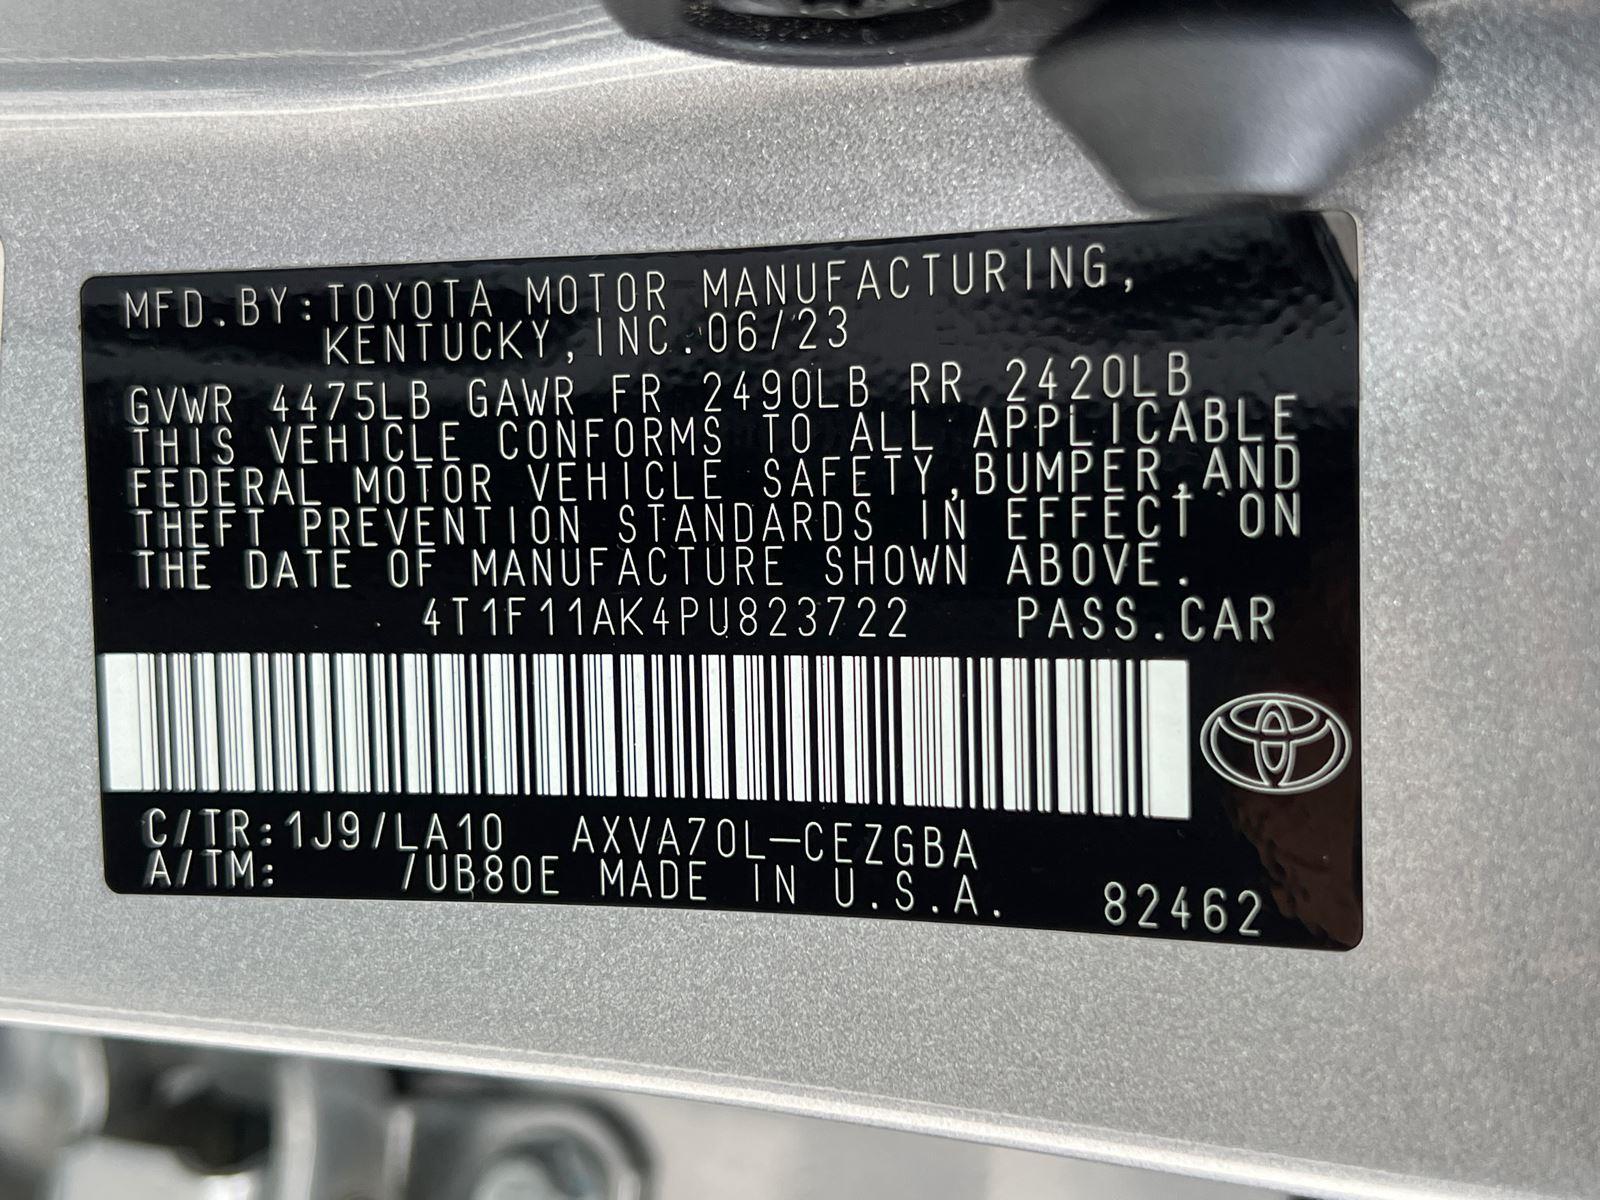 MFD.BY:TOYOTA MOTOR MANUFACTURING,
KENTUCKY,INC.06/23
GVWR 4475LB GAWR FR 2490LB RR 2420LB
THIS VEHICLE CONFORMS TO ALL APPLICABLE
FEDERAL MOTOR VEHICLE SAFETY,BUMPER,AND
THEFT PREVENTION STANDARDS IN EFFECT ON
THE DATE OF MANUFACTURE SHOWN ABOVE.
4T1F11AK4PU823722 PASS.CAR
C/TR:1J9/LA10 AXVA70L-CEZGBA
A/TM: /UB80E MADE IN U.S.A.
82462